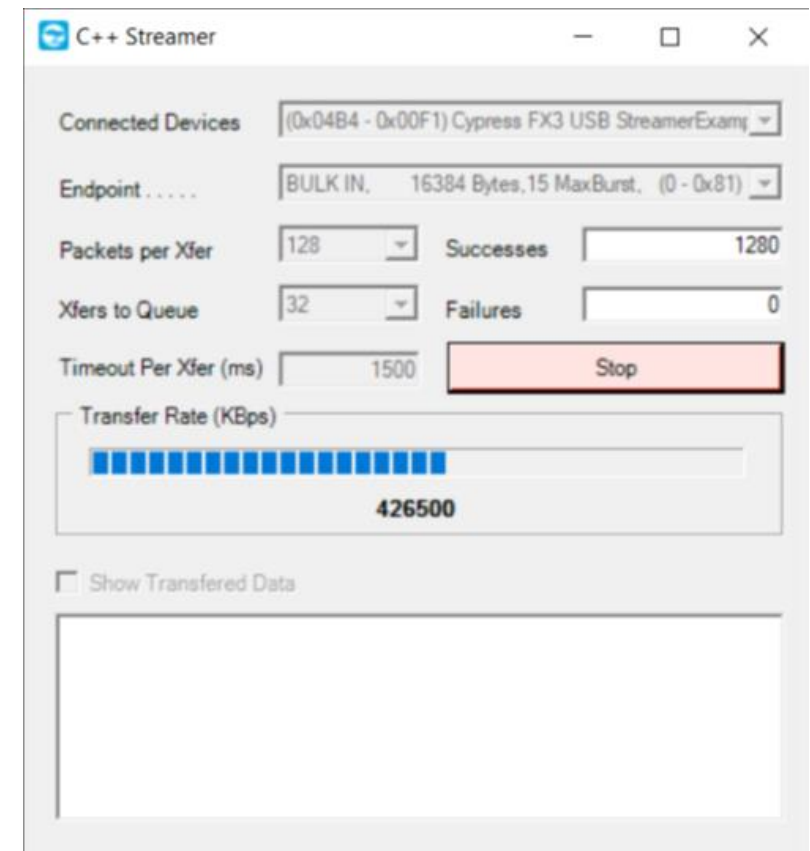 C++ Streamer
Connected Devices (0x04B4 - 0x00F1) Cypress FX3 USB StreamerExamp
Endpoint . . . . . BULK IN, 16384 Bytes,15 MaxBurst, (0 - 0x81)
Packets per Xfer 128 Successes 1280
Xfers to Queue 32 Failures 0
Timeout Per Xfer (ms) 1500 Stop
Transfer Rate (KBps)
426500
Show Transfered Data